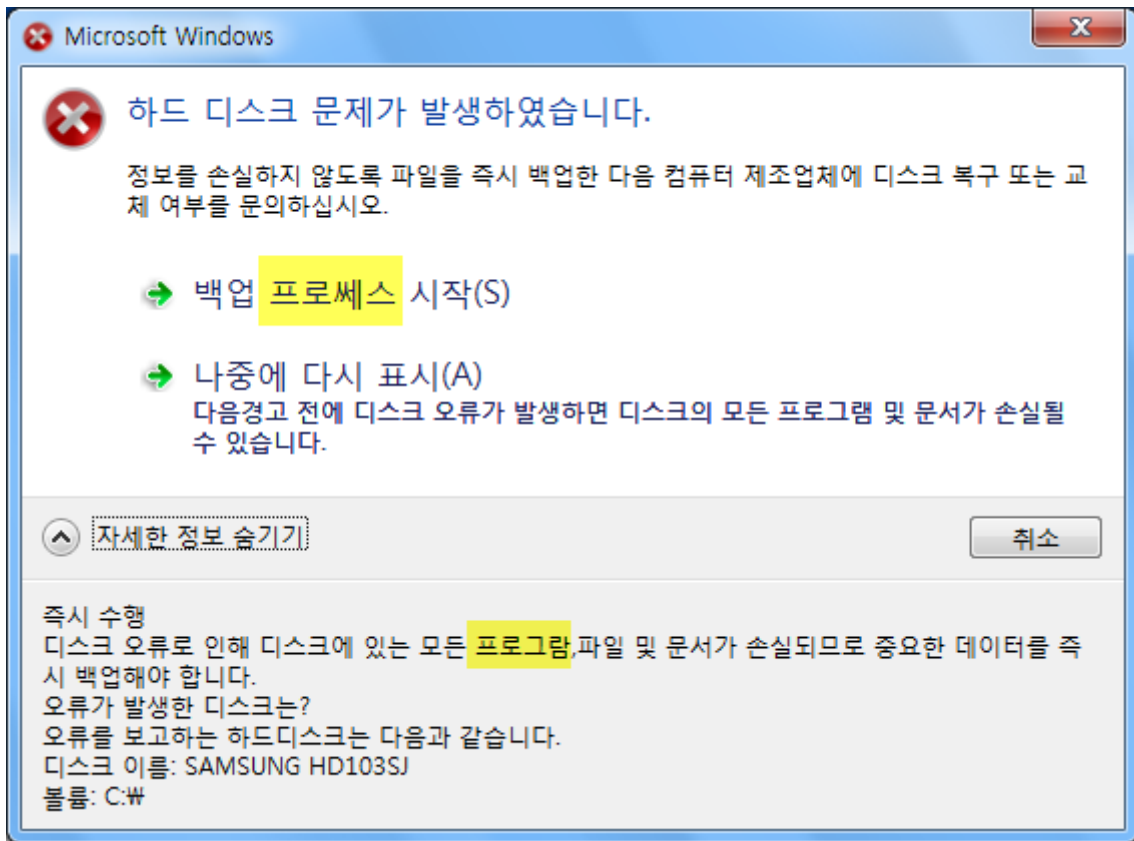 Microsoft Windows
하드 디스크 문제가 발생하였습니다.
정보를 손실하지 않도록 파일을 즉시 백업한 다음 컴퓨터 제조업체에 디스크 복구 또는 교
체 여부를 문의하십시오.
백업 프로쎄스 시작(S)
나중에 다시 표시(A)
다음경고 전에 디스크 오류가 발생하면 디스크의 모든 프로그램 및 문서가 손실될
수 있습니다.
자세한 정보 숨기기
취소
즉시 수행
디스크 오류로 인해 디스크에 있는 모든 프로그람,파일 및 문서가 손실되므로 중요한 데이터를 즉
시 백업해야 합니다.
오류가 발생한 디스크는?
오류를 보고하는 하드디스크는 다음과 같습니다.
디스크 이름: SAMSUNG HD103SJ
볼륨: C:₩